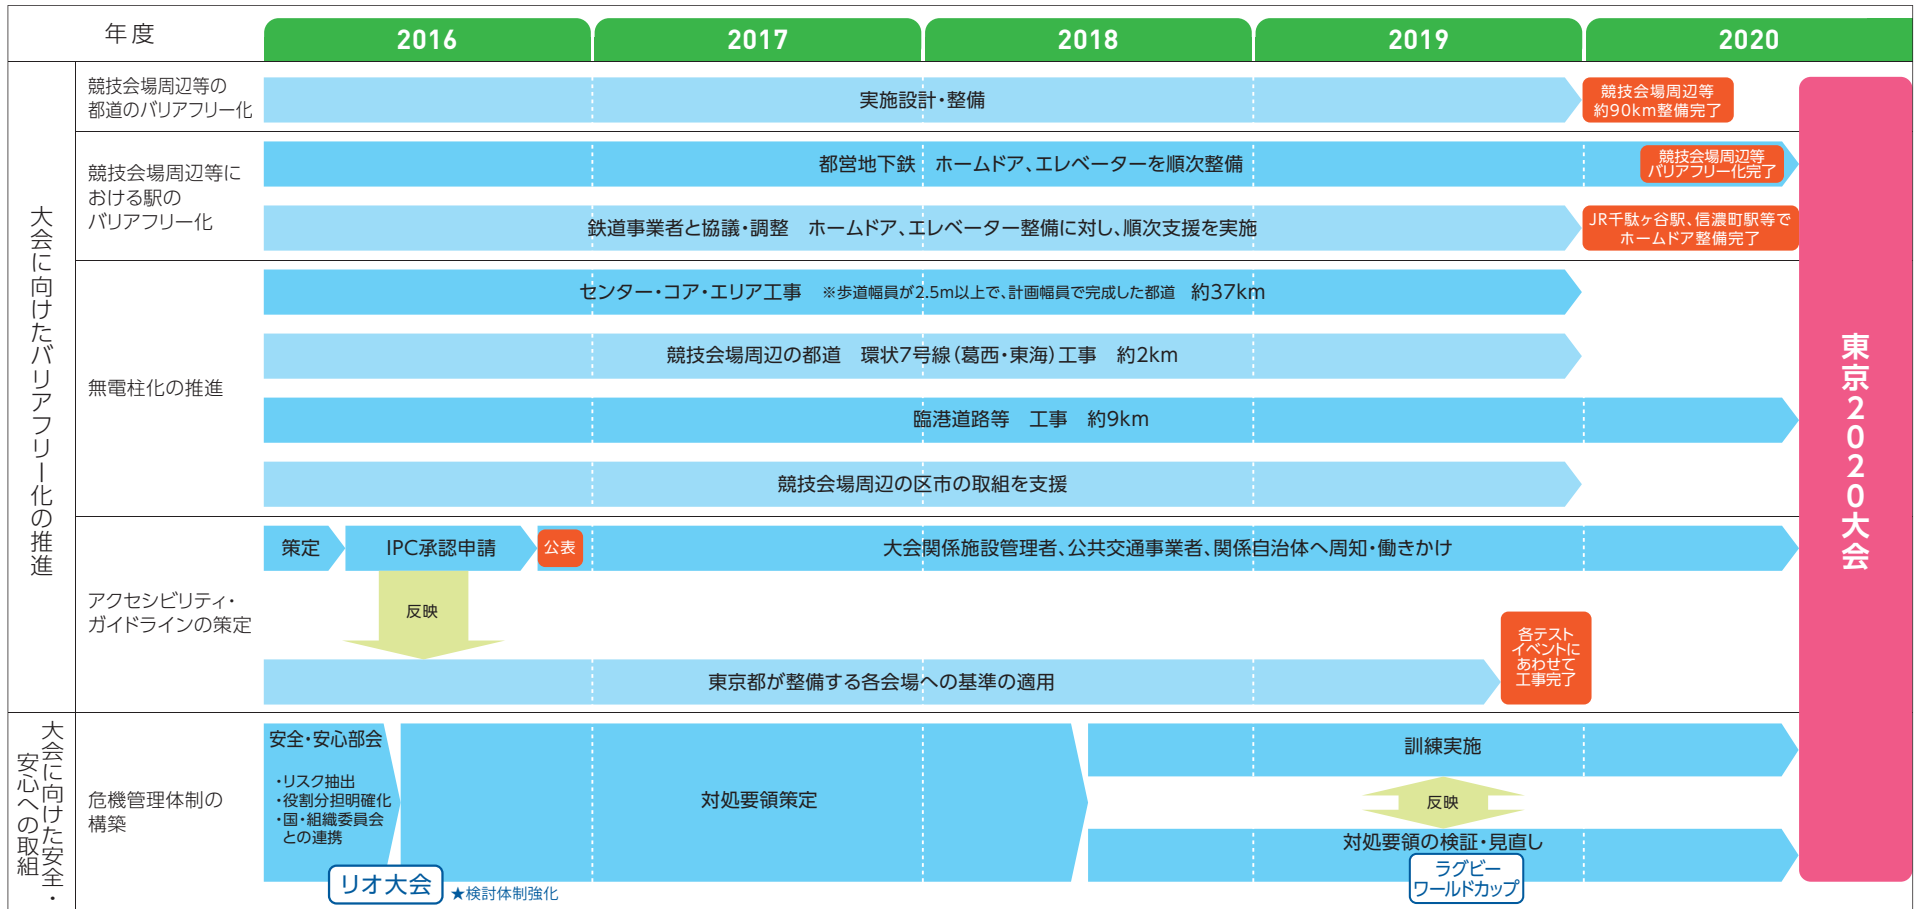 年度
2016
2017
2018
2019
2020
大会に向けたバリアフリー化の推進
競技会場周辺等の
都道のバリアフリー化
実施設計・整備
競技会場周辺等
約90km整備完了
競技会場周辺等に
おける駅の
バリアフリー化
都営地下鉄　ホームドア、エレベーターを順次整備
競技会場周辺等
バリアフリー化完了
鉄道事業者と協議・調整　ホームドア、エレベーター整備に対し、順次支援を実施
JR千駄ヶ谷駅、信濃町駅等で
ホームドア整備完了
無電柱化の推進
センター・コア・エリア工事　※歩道幅員が2.5m以上で、計画幅員で完成した都道　約37km
競技会場周辺の都道　環状7号線（葛西・東海）工事　約2km
臨港道路等　工事　約9km
競技会場周辺の区市の取組を支援
アクセシビリティ・
ガイドラインの策定
策定
IPC承認申請
公表
大会関係施設管理者、公共交通事業者、関係自治体へ周知・働きかけ
反映
東京都が整備する各会場への基準の適用
各テスト
イベントに
あわせて
工事完了
大会に向けた安全・
安心への取組
危機管理体制の
構築
安全・安心部会
・リスク抽出
・役割分担明確化
・国・組織委員会
との連携
対処要領策定
訓練実施
反映
対処要領の検証・見直し
リオ大会
★検討体制強化
ラグビー
ワールドカップ
東京2020大会